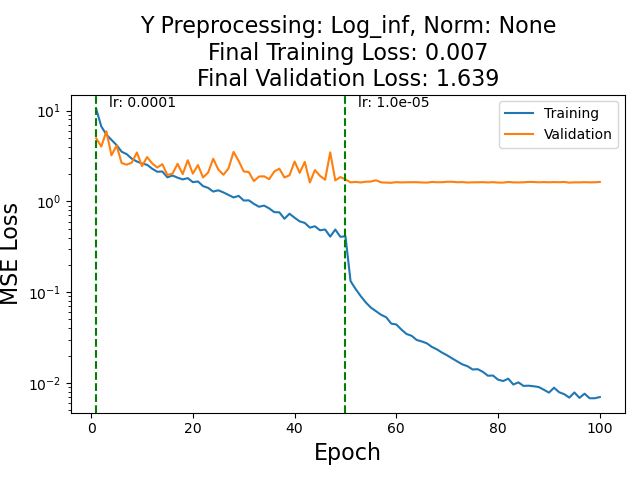 Y Preprocessing: Log_inf, Norm: None
Final Training Loss: 0.007
Final Validation Loss: 1.639
lr: 0.0001
lr: 1.0e-05
Training
Validation
10¹
10⁰
10⁻¹
10⁻²
MSE Loss
0
20
40
60
80
100
Epoch